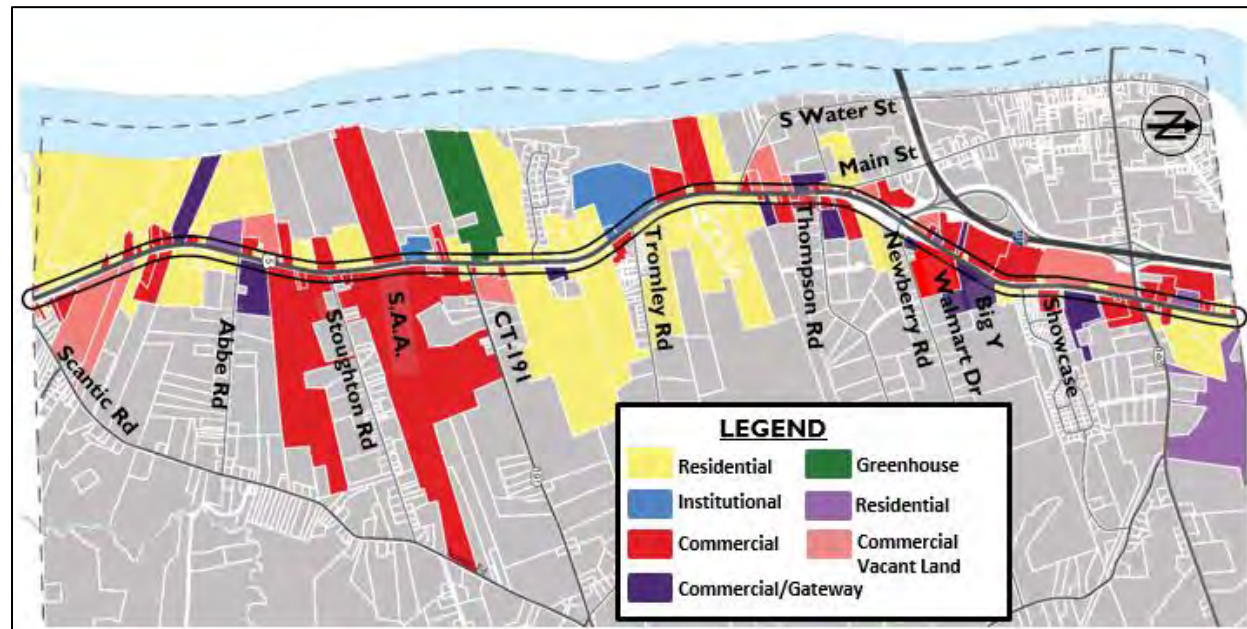 S Water St
Main St
N
5
Scantic Rd
Abbe Rd
Stoughton Rd
S.A.A.
CT-191
Tromley Rd
Thompson Rd
Newberry Rd
Walmart Dr
Big Y
Showcase
LEGEND
Residential
Greenhouse
Institutional
Residential
Commercial
Commercial
Vacant Land
Commercial/Gateway